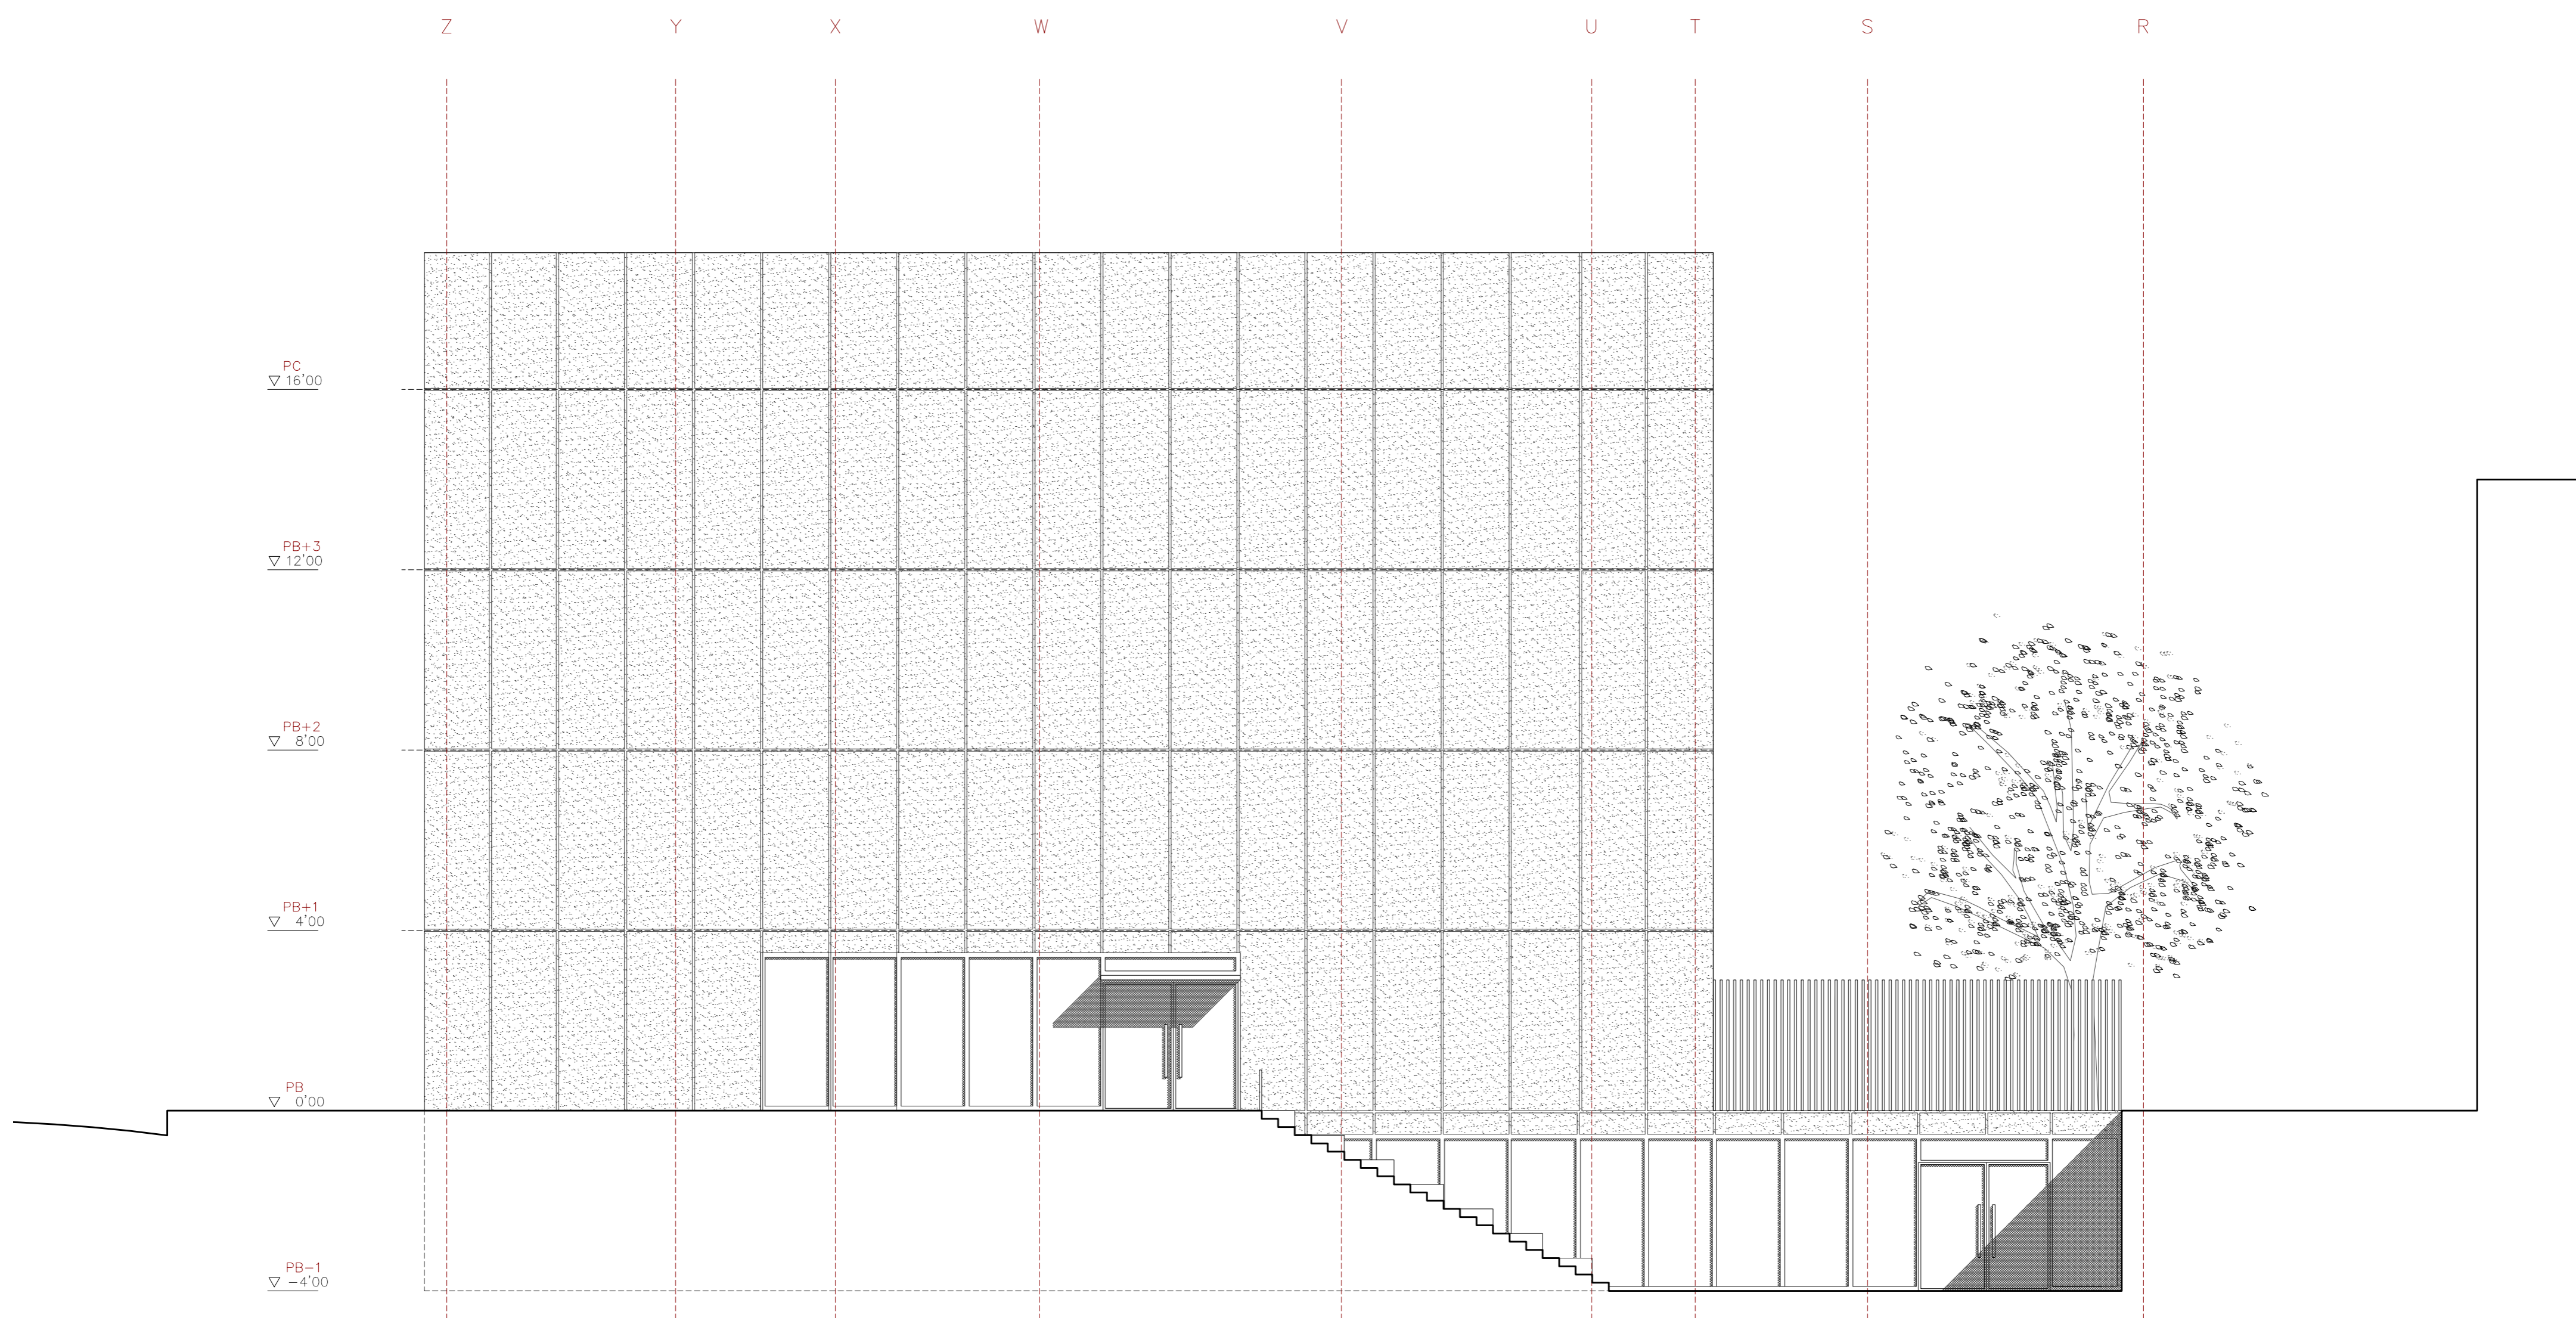 Z Y X W V U T S R
PC
16'00
PB+3
12'00
PB+2
8'00
PB+1
4'00
PB
0'00
PB-1
-4'00